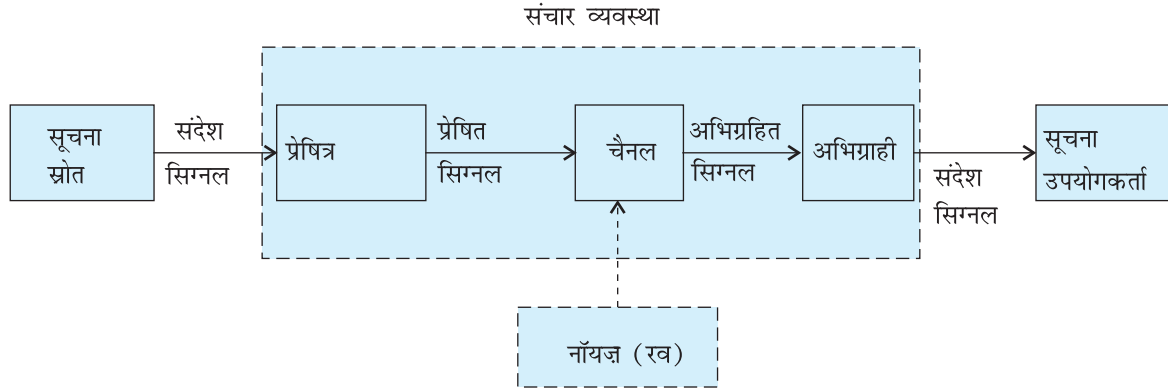 संचार व्यवस्था
सूचना
स्रोत
संदेश
सिग्नल
प्रेषित्र
प्रेषित
सिग्नल
चैनल
अभिग्रहित
सिग्नल
अभिग्राही
संदेश
सिग्नल
सूचना
उपयोगकर्ता
नॉयज़ (रव)